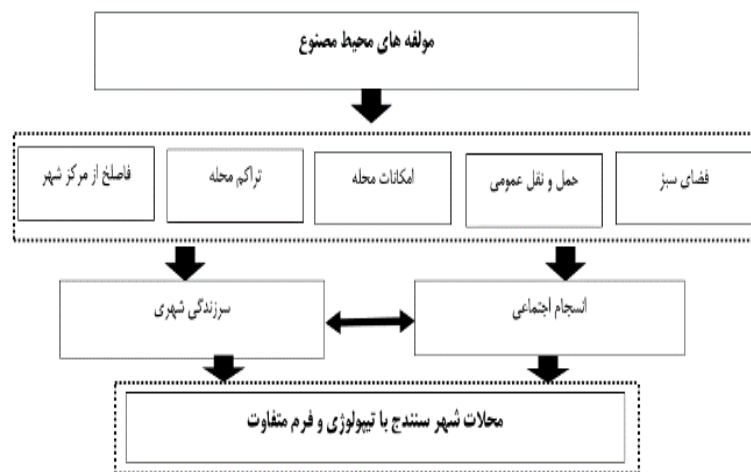 مولفه های محیط مصنوع
فضای سبز
حمل و نقل عمومی
امکانات محله
تراکم محله
فاصلخ از مرکز شهر
انسجام اجتماعی
سرزندگی شهری
محلات شهر سنندج با تیپولوژی و فرم متفاوت